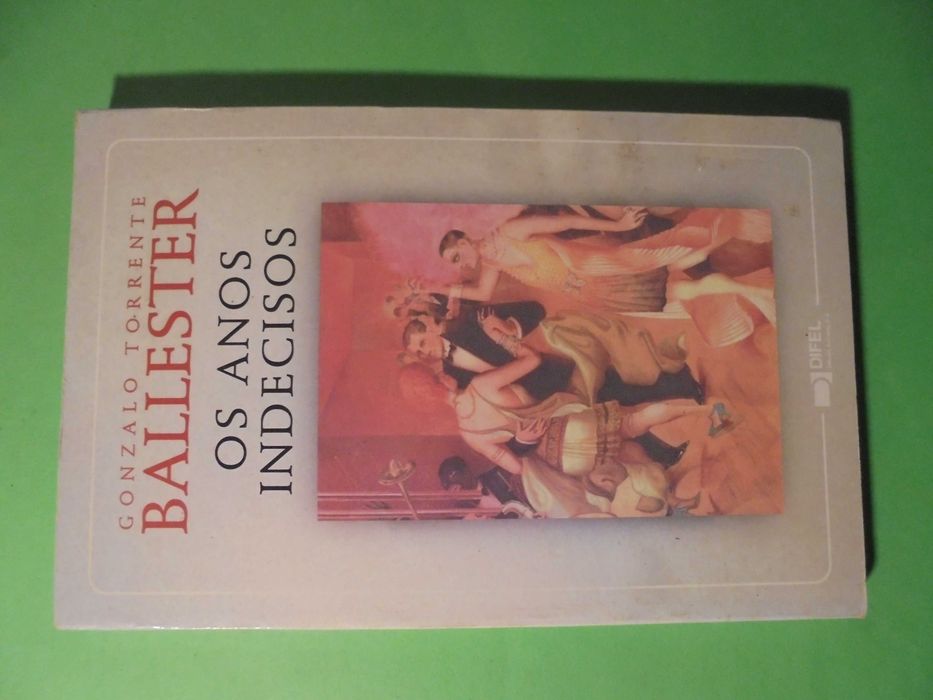 GONZALO TORRENTE
BALLESTER
OS ANOS
INDECISOS
DIFEL